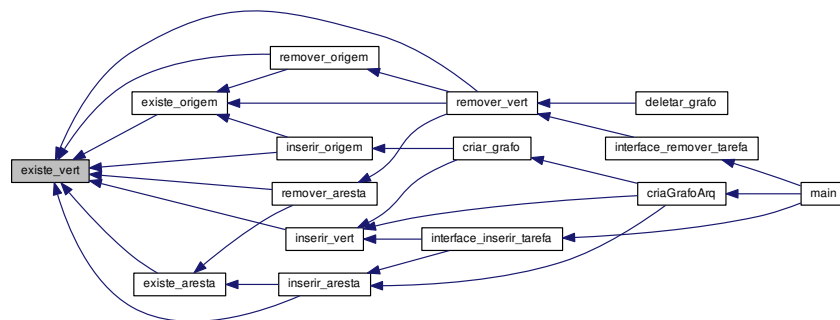 remover_origem
existe_origem
remover_vert
deletar_grafo
inserir_origem
criar_grafo
interface_remover_tarefa
existe_vert
remover_aresta
criaGrafoArq
main
inserir_vert
interface_inserir_tarefa
existe_aresta
inserir_aresta